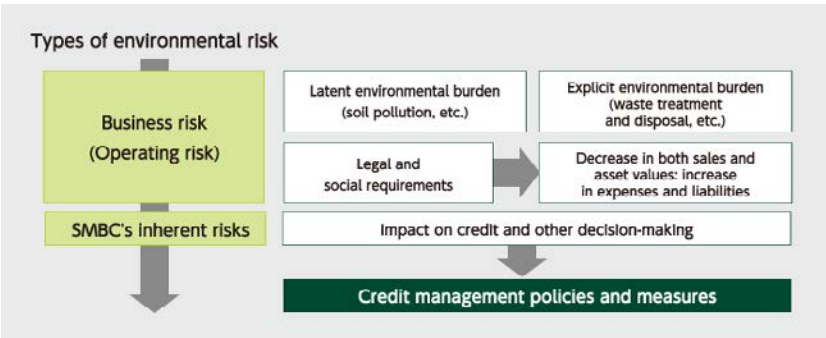 Types of environmental risk
Business risk
(Operating risk)
Latent environmental burden
(soil pollution, etc.)
Explicit environmental burden
(waste treatment
and disposal, etc.)
Legal and
social requirements
Decrease in both sales and
asset values: increase
in expenses and liabilities
SMBC's inherent risks
Impact on credit and other decision-making
Credit management policies and measures